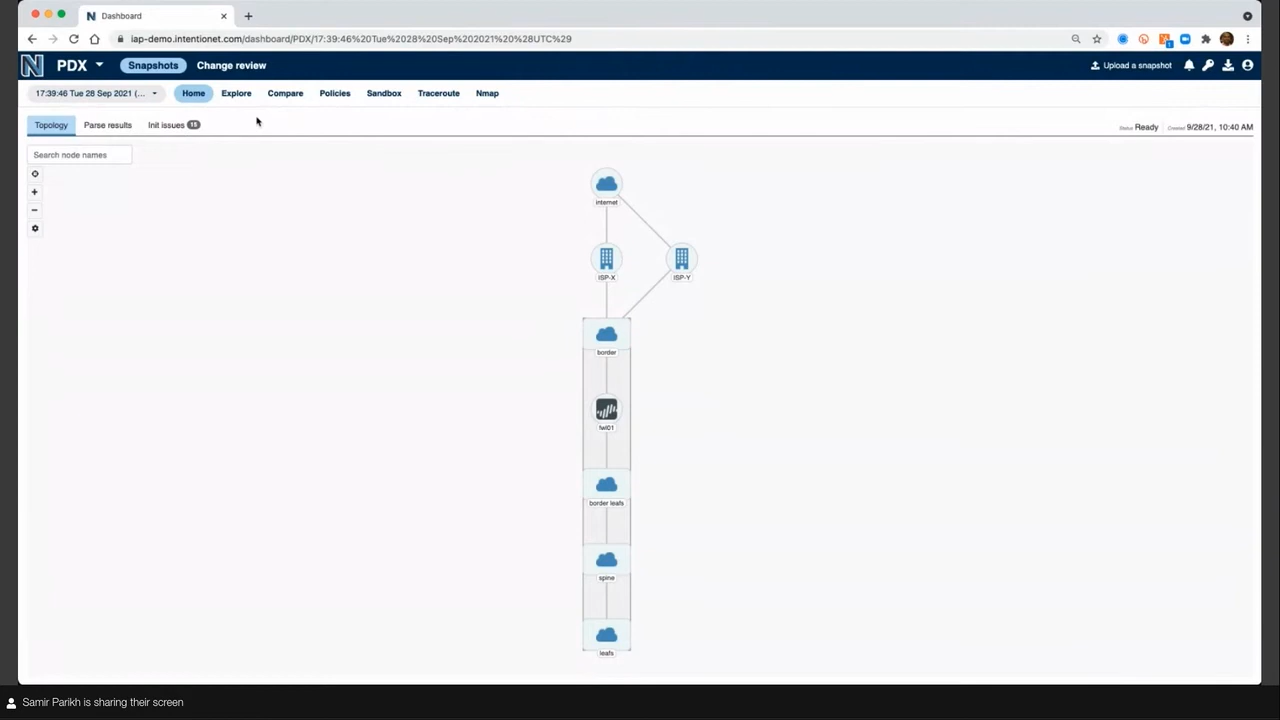 Dashboard
iap-demo.intentionet.com/dashboard/PDX/17:39:46%20Tue%2028%20Sep%202021%20%28UTC%29
PDX
Snapshots
Change review
Upload a snapshot
17:39:46 Tue 28 Sep 2021 (...
Home
Explore
Compare
Policies
Sandbox
Traceroute
Nmap
Topology
Parse results
Init issues
Status Ready
Created 9/28/21, 10:40 AM
Search node names
internet
ISP-X
ISP-Y
border
fwl01
border leafs
spine
leafs
Samir Parikh is sharing their screen